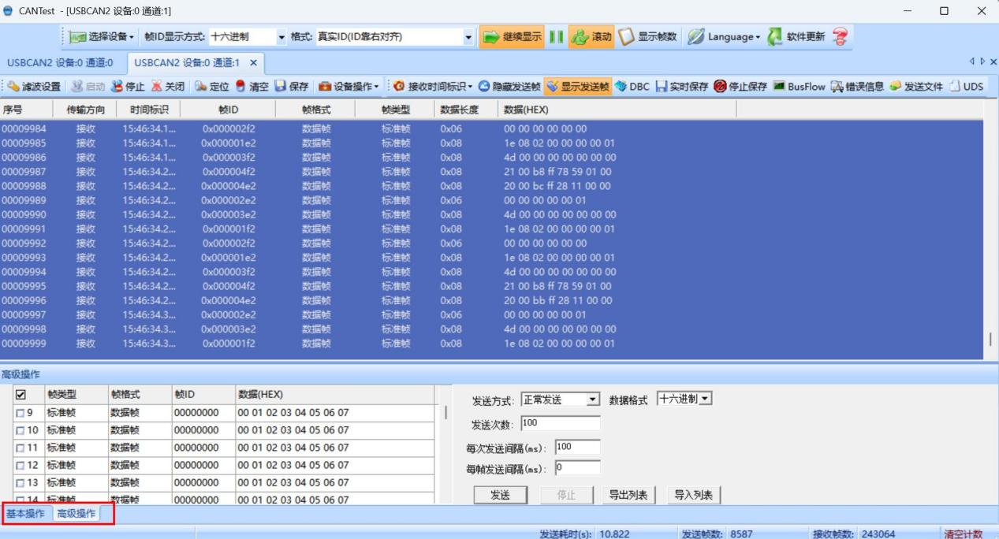 CANTest - [USBCAN2 设备:0 通道:1]
选择设备 帧ID显示方式: 十六进制 格式: 真实ID(ID靠右对齐) 继续显示 滚动 显示帧数 Language 软件更新
USBCAN2 设备:0 通道:0 USBCAN2 设备:0 通道:1
滤波设置 启动 停止 关闭 定位 清空 保存 设备操作 接收时间标识 隐藏发送帧 显示发送帧 DBC 实时保存 停止保存 BusFlow 错误信息 发送文件 UDS
序号 传输方向 时间标识 帧ID 帧格式 帧类型 数据长度 数据(HEX)
00009984 接收 15:46:34.1... 0x000002f2 数据帧 标准帧 0x06 00 00 00 00 00 00
00009985 接收 15:46:34.1... 0x000001e2 数据帧 标准帧 0x08 1e 08 02 00 00 00 00 01
00009986 接收 15:46:34.1... 0x000003f2 数据帧 标准帧 0x08 4d 00 00 00 00 00 00 00
00009987 接收 15:46:34.2... 0x000004f2 数据帧 标准帧 0x08 21 00 b8 ff 78 59 01 00
00009988 接收 15:46:34.2... 0x000004e2 数据帧 标准帧 0x08 20 00 bc ff 28 11 00 00
00009989 接收 15:46:34.2... 0x000002e2 数据帧 标准帧 0x06 00 00 00 00 00 01
00009990 接收 15:46:34.2... 0x000003e2 数据帧 标准帧 0x08 4d 00 00 00 00 00 00 00
00009991 接收 15:46:34.2... 0x000001f2 数据帧 标准帧 0x08 1e 08 02 00 00 00 00 01
00009992 接收 15:46:34.2... 0x000002f2 数据帧 标准帧 0x06 00 00 00 00 00 00
00009993 接收 15:46:34.2... 0x000001e2 数据帧 标准帧 0x08 1e 08 02 00 00 00 00 01
00009994 接收 15:46:34.2... 0x000003f2 数据帧 标准帧 0x08 4d 00 00 00 00 00 00 00
00009995 接收 15:46:34.2... 0x000004f2 数据帧 标准帧 0x08 21 00 b8 ff 78 59 01 00
00009996 接收 15:46:34.2... 0x000004e2 数据帧 标准帧 0x08 20 00 bb ff 28 11 00 00
00009997 接收 15:46:34.3... 0x000002e2 数据帧 标准帧 0x06 00 00 00 00 00 01
00009998 接收 15:46:34.3... 0x000003e2 数据帧 标准帧 0x08 4d 00 00 00 00 00 00 00
00009999 接收 15:46:34.3... 0x000001f2 数据帧 标准帧 0x08 1e 08 02 00 00 00 00 01
高级操作
帧类型 帧格式 帧ID 数据(HEX)
9 标准帧 数据帧 00000000 00 01 02 03 04 05 06 07
10 标准帧 数据帧 00000000 00 01 02 03 04 05 06 07
11 标准帧 数据帧 00000000 00 01 02 03 04 05 06 07
12 标准帧 数据帧 00000000 00 01 02 03 04 05 06 07
13 标准帧 数据帧 00000000 00 01 02 03 04 05 06 07
14 标准帧 数据帧 00000000 00 01 02 03 04 05 06 07
发送方式: 正常发送 数据格式 十六进制
发送次数: 100
每次发送间隔(ms): 100
每帧发送间隔(ms): 0
发送 停止 导出列表 导入列表
基本操作 高级操作
发送耗时(s): 10.822 发送帧数: 8587 接收帧数: 243064 清空计数